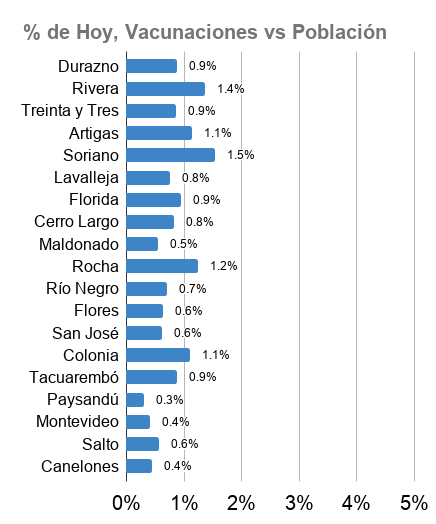 % de Hoy, Vacunaciones vs Población
Durazno 0.9%
Rivera 1.4%
Treinta y Tres 0.9%
Artigas 1.1%
Soriano 1.5%
Lavalleja 0.8%
Florida 0.9%
Cerro Largo 0.8%
Maldonado 0.5%
Rocha 1.2%
Río Negro 0.7%
Flores 0.6%
San José 0.6%
Colonia 1.1%
Tacuarembó 0.9%
Paysandú 0.3%
Montevideo 0.4%
Salto 0.6%
Canelones 0.4%
0% 1% 2% 3% 4% 5%